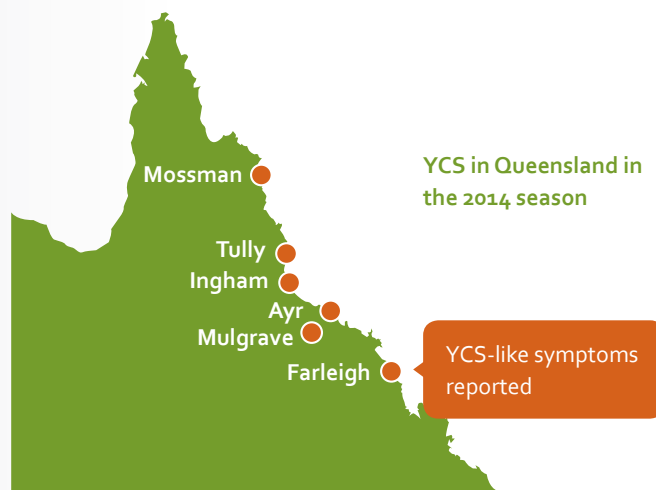 Mossman
YCS in Queensland in
the 2014 season
Tully
Ingham
Ayr
Mulgrave
Farleigh
YCS-like symptoms
reported